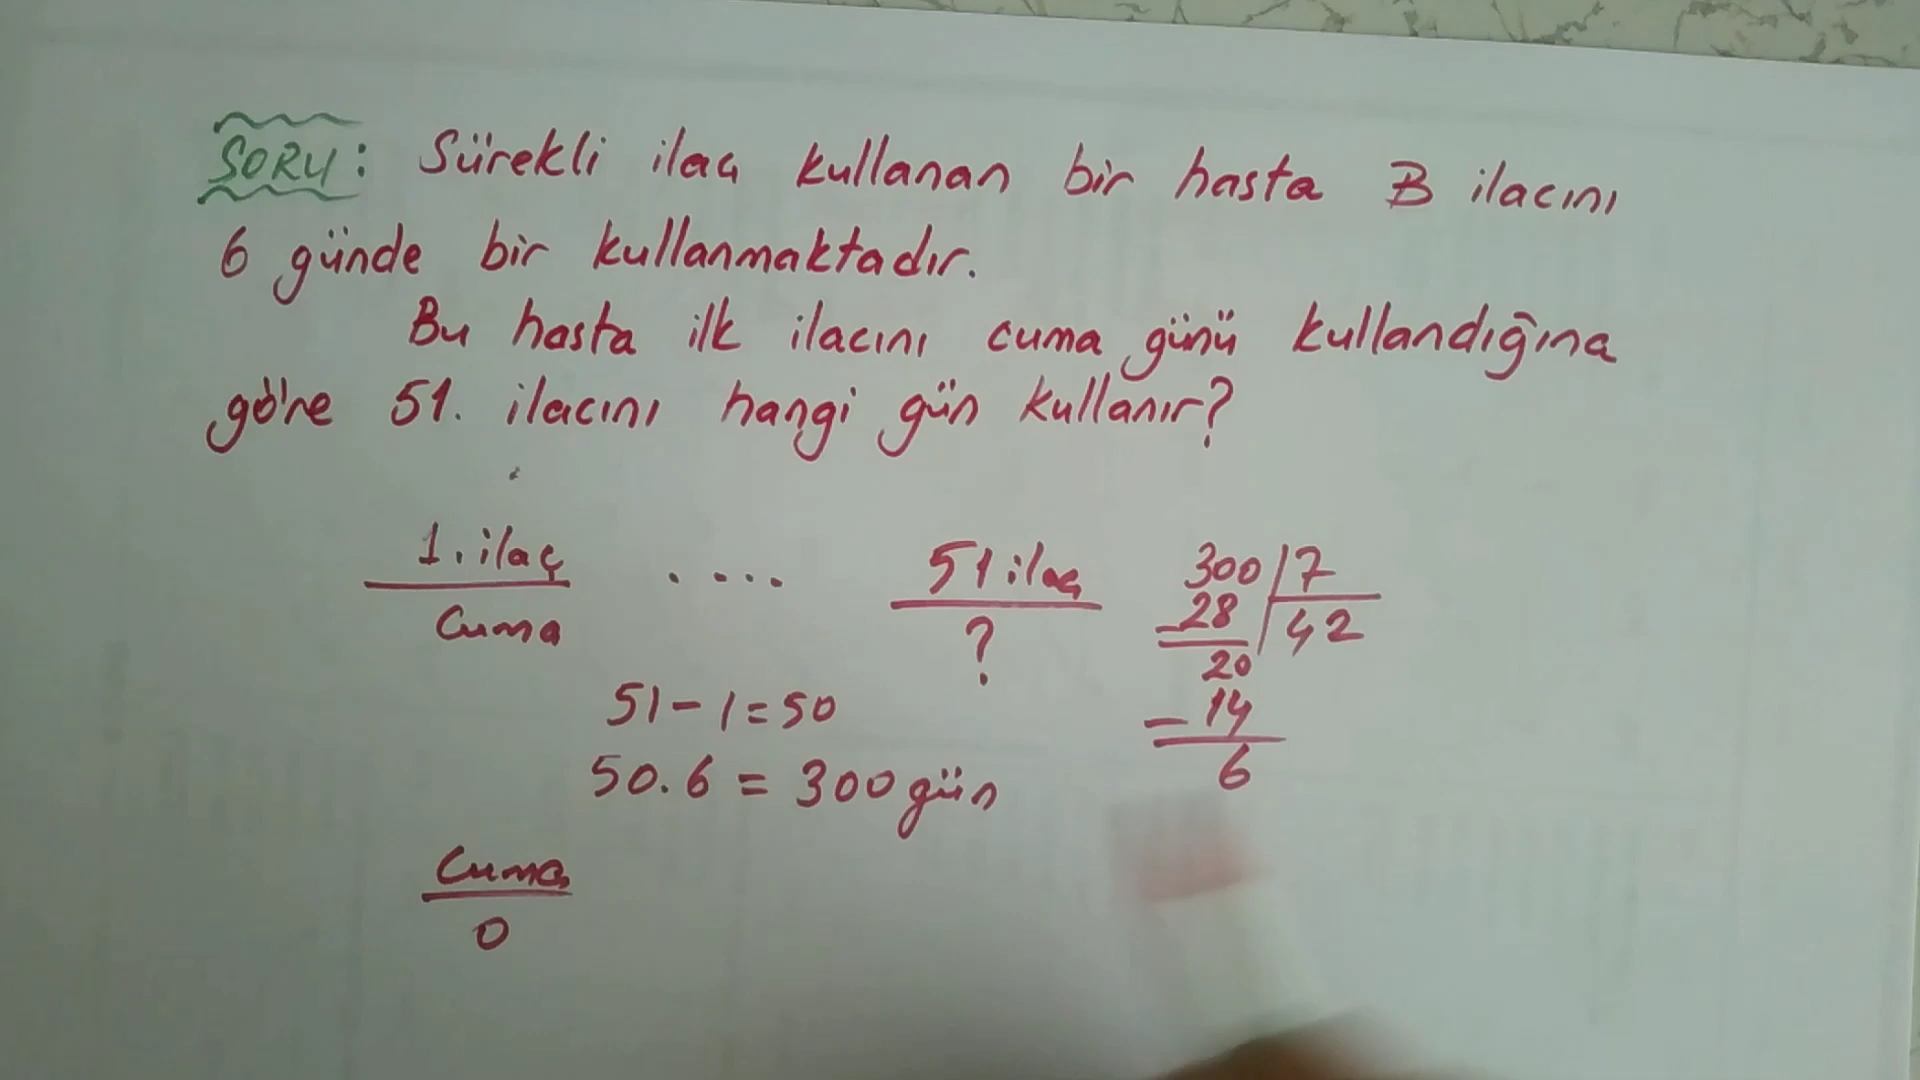 SORU: Sürekli ilaç kullanan bir hasta B ilacını
6 günde bir kullanmaktadır.
Bu hasta ilk ilacını cuma günü kullandığına
göre 51. ilacını hangi gün kullanır?
1. ilaç .... 51 ilaç 300 | 7
Cuma ? - 28 42
20
51 - 1 = 50 - 14
50.6 = 300 gün 6
Cuma
0